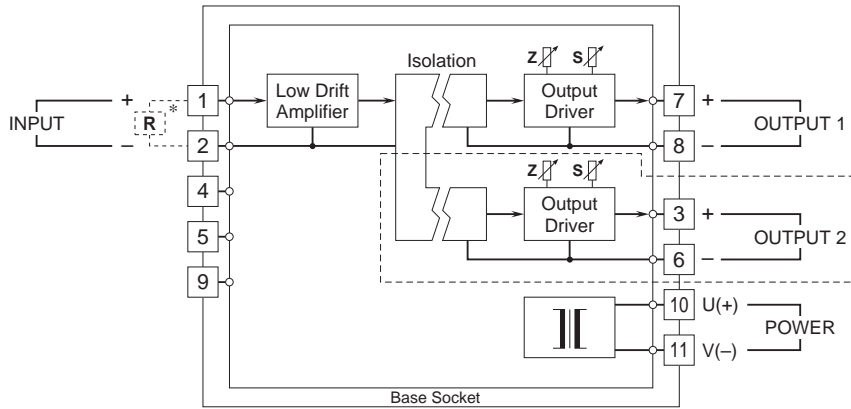 Isolation
Z S
INPUT
+
R *
–
1
2
4
5
9
Low Drift
Amplifier
Output
Driver
7 +
8 –
OUTPUT 1
Z S
Output
Driver
3 +
6 –
OUTPUT 2
10 U(+)
11 V(–)
POWER
Base Socket